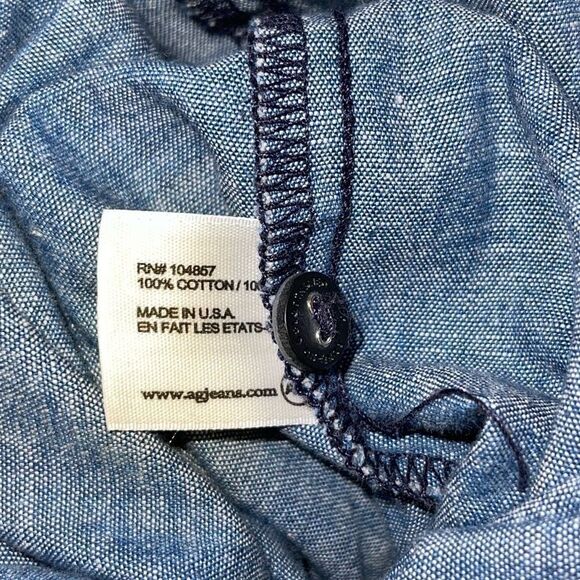 RN# 104857
100% COTTON / 10
MADE IN U.S.A.
EN FAIT LES ETATS-
www.agjeans.com